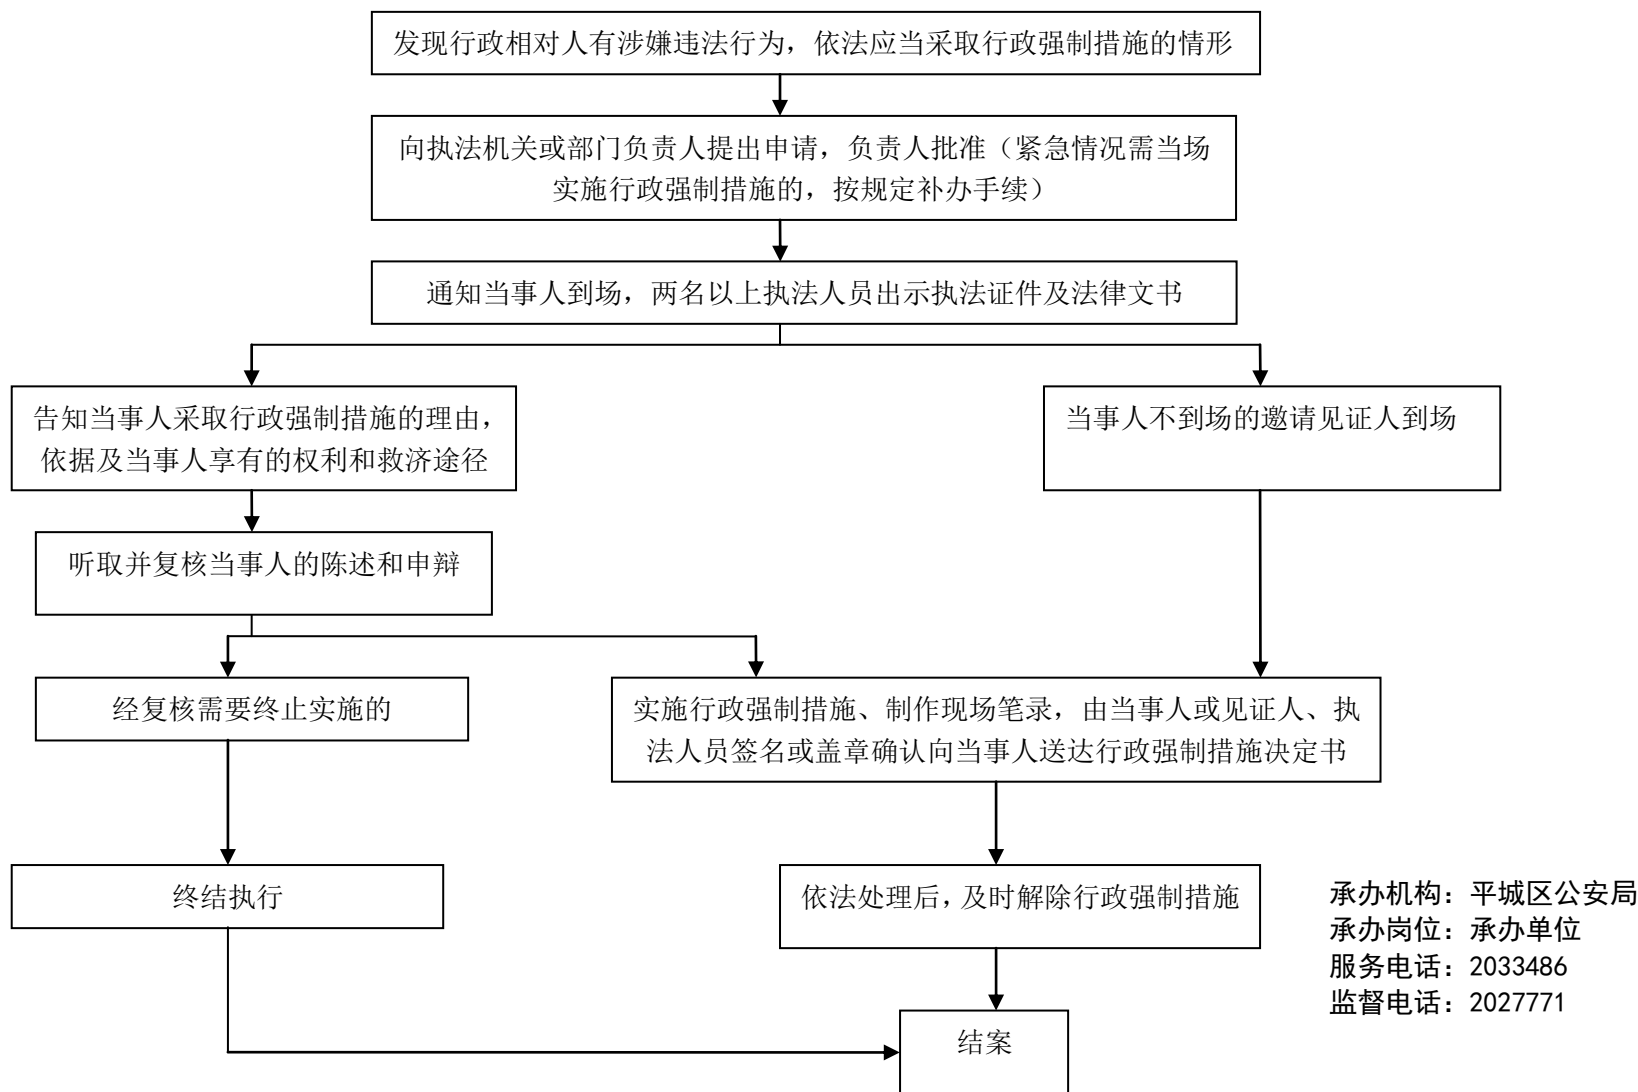 发现行政相对人有涉嫌违法行为，依法应当采取行政强制措施的情形
向执法机关或部门负责人提出申请，负责人批准（紧急情况需当场
实施行政强制措施的，按规定补办手续）
通知当事人到场，两名以上执法人员出示执法证件及法律文书
告知当事人采取行政强制措施的理由，
依据及当事人享有的权利和救济途径
当事人不到场的邀请见证人到场
听取并复核当事人的陈述和申辩
经复核需要终止实施的
实施行政强制措施、制作现场笔录，由当事人或见证人、执
法人员签名或盖章确认向当事人送达行政强制措施决定书
终结执行
依法处理后，及时解除行政强制措施
承办机构：平城区公安局
承办岗位：承办单位
服务电话：2033486
监督电话：2027771
结案